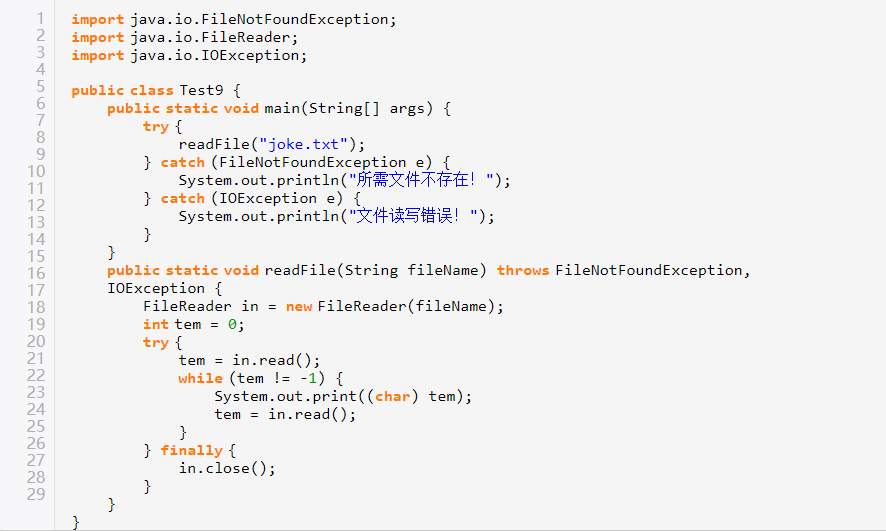 1 import java.io.FileNotFoundException;
2 import java.io.FileReader;
3 import java.io.IOException;
4
5 public class Test9 {
6     public static void main(String[] args) {
7         try {
8             readFile("joke.txt");
9         } catch (FileNotFoundException e) {
10             System.out.println("所需文件不存在！");
11         } catch (IOException e) {
12             System.out.println("文件读写错误！");
13         }
14     }
15     public static void readFile(String fileName) throws FileNotFoundException,
16     IOException {
17         FileReader in = new FileReader(fileName);
18         int tem = 0;
19         try {
20             tem = in.read();
21             while (tem != -1) {
22                 System.out.print((char) tem);
23                 tem = in.read();
24             }
25         } finally {
26             in.close();
27         }
28     }
29 }